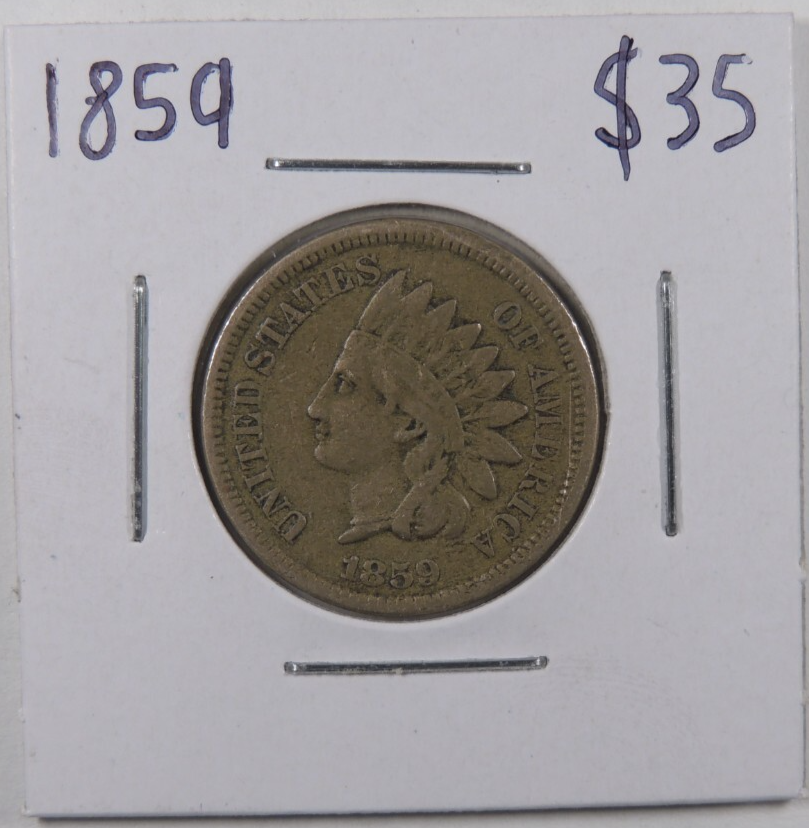 1859 $35
UNITED STATES OF AMERICA
1859